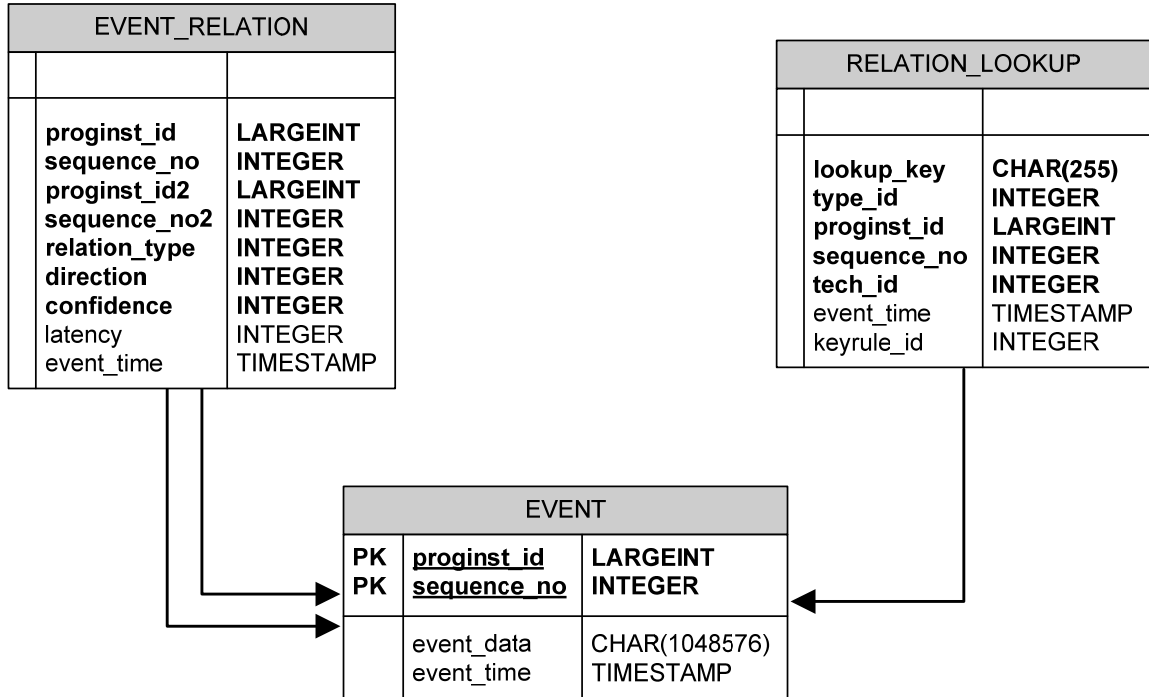 EVENT_RELATION
proginst_id LARGEINT
sequence_no INTEGER
proginst_id2 LARGEINT
sequence_no2 INTEGER
relation_type INTEGER
direction INTEGER
confidence INTEGER
latency INTEGER
event_time TIMESTAMP
RELATION_LOOKUP
lookup_key CHAR(255)
type_id INTEGER
proginst_id LARGEINT
sequence_no INTEGER
tech_id INTEGER
event_time TIMESTAMP
keyrule_id INTEGER
EVENT
PK proginst_id LARGEINT
PK sequence_no INTEGER
event_data CHAR(1048576)
event_time TIMESTAMP